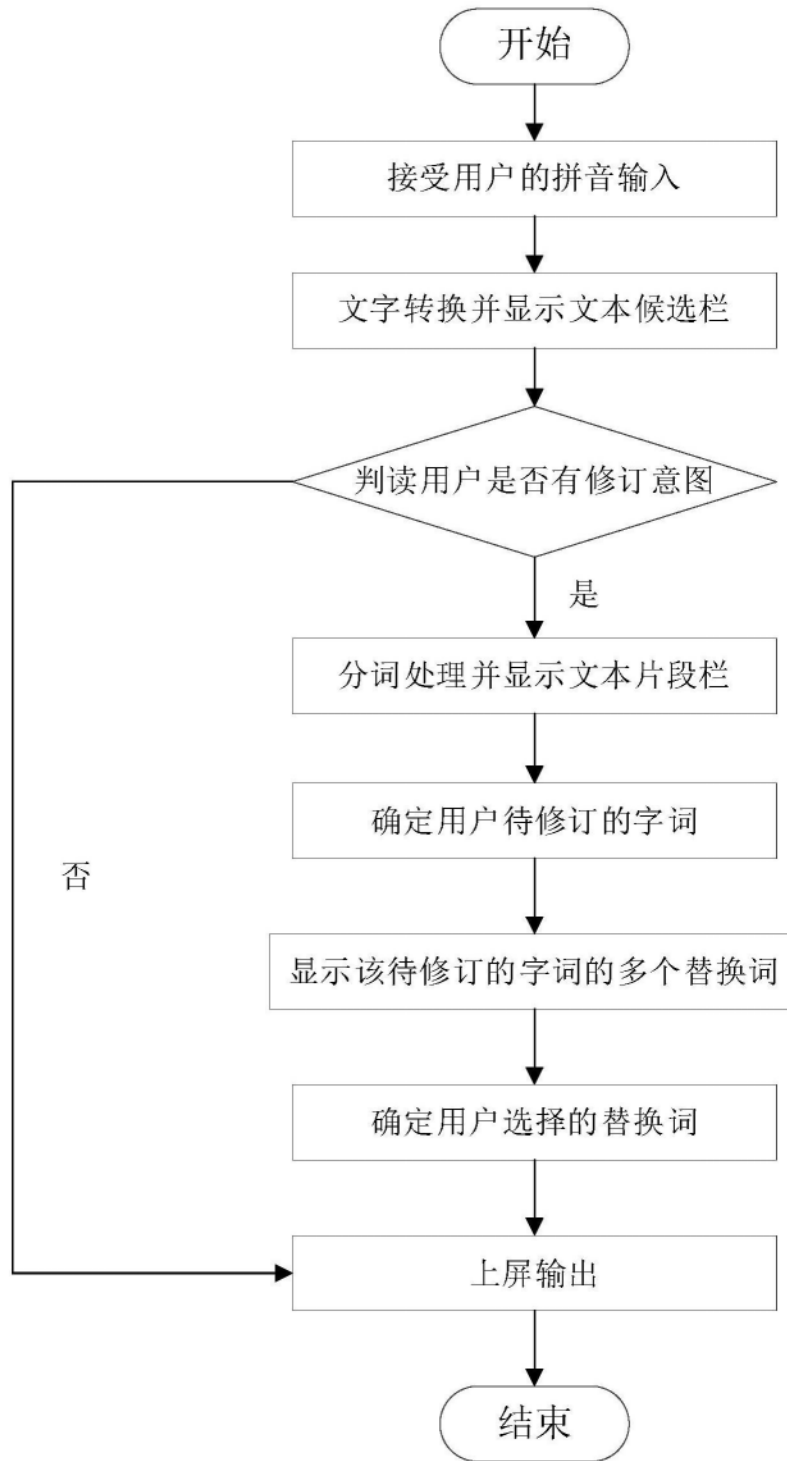 开始
接受用户的拼音输入
文字转换并显示文本候选栏
判读用户是否有修订意图
是
分词处理并显示文本片段栏
确定用户待修订的字词
否
显示该待修订的字词的多个替换词
确定用户选择的替换词
上屏输出
结束